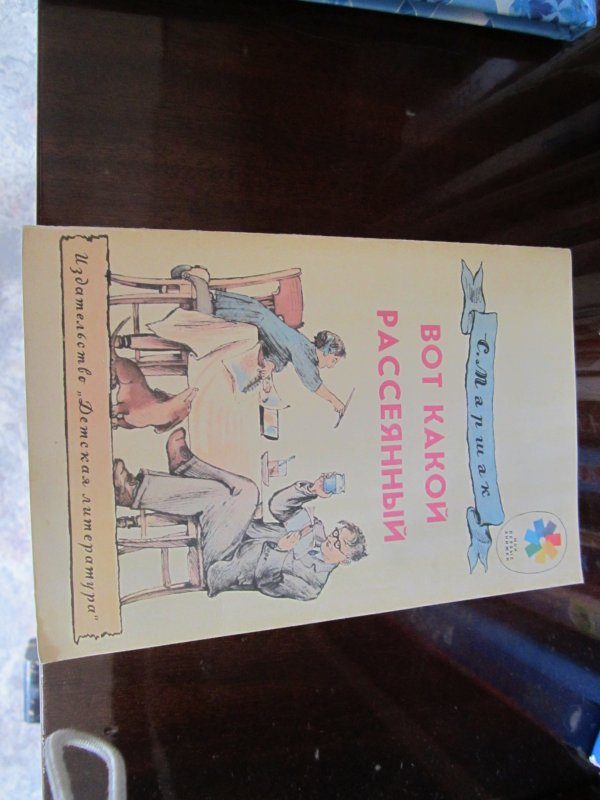 С. Маршак
ВОТ КАКОЙ
РАССЕЯННЫЙ
Издательство „Детская литература"